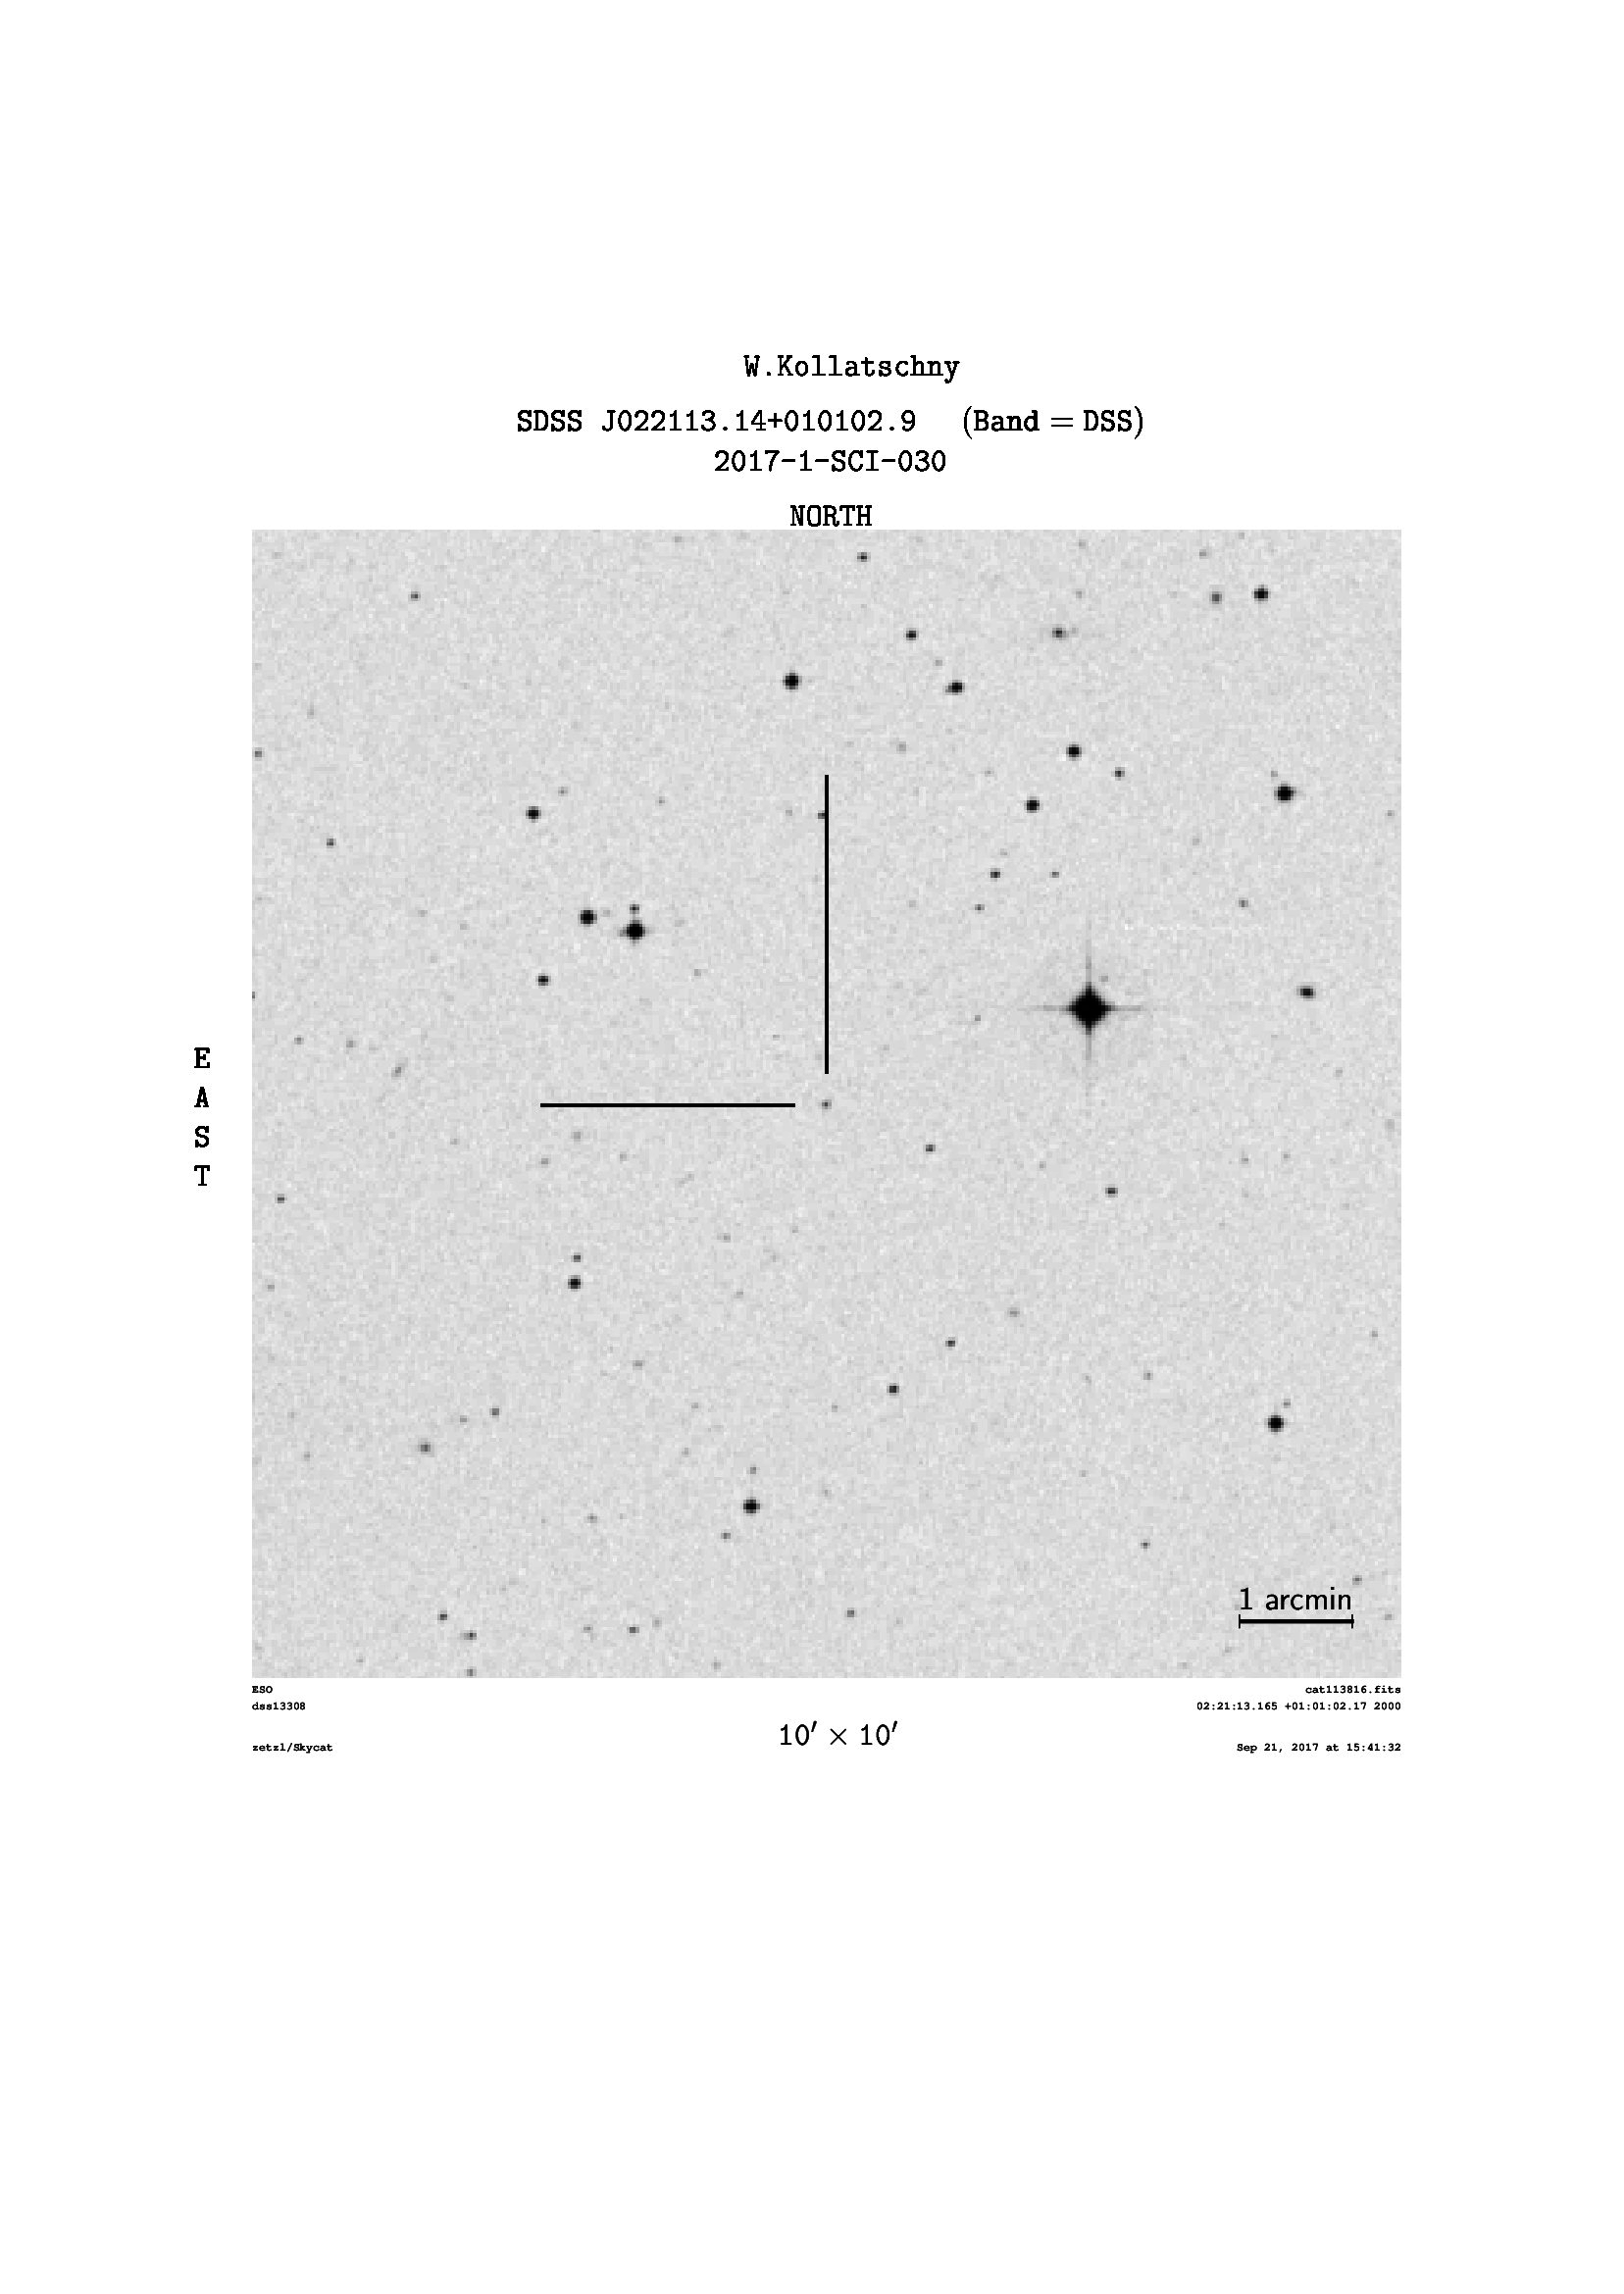 W.Kollatschny
SDSS J022113.14+010102.9 (Band = DSS)
2017-1-SCI-030
NORTH
E
A
S
T
1 arcmin
ESO
cat113816.fits
dss13308
02:21:13.165 +01:01:02.17 2000
10′ × 10′
zetzl/Skycat
Sep 21, 2017 at 15:41:32